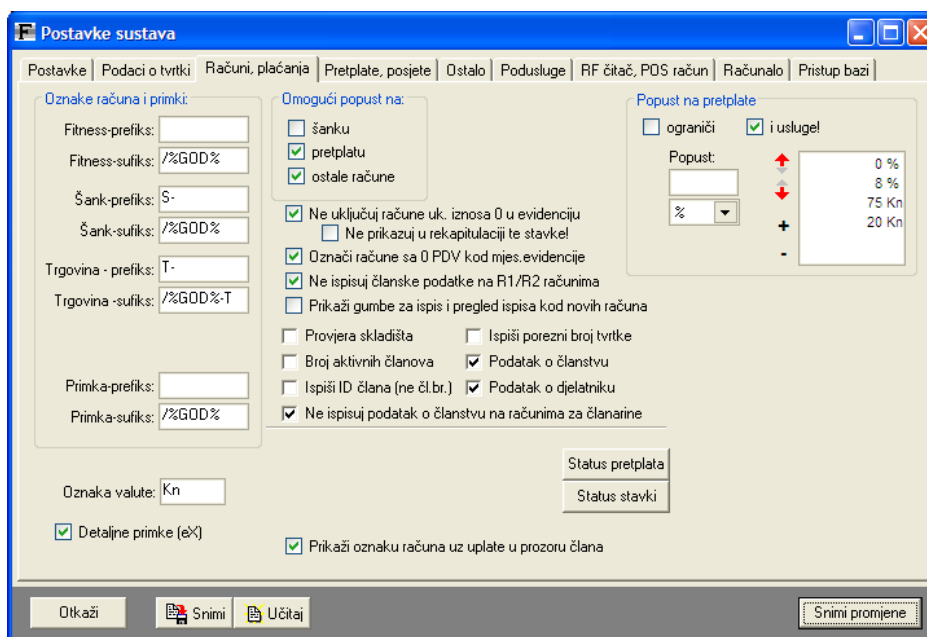 Postavke sustava
Postavke Podaci o tvrtki Računi, plaćanja Pretplate, posjete Ostalo Podusluge RF čitač, POS račun Računalo Pristup bazi
Oznake računa i primki:
Fitness-prefiks:
Fitness-sufiks: /%GOD%
Šank-prefiks: S-
Šank-sufiks: /%GOD%
Trgovina - prefiks: T-
Trgovina -sufiks: /%GOD%-T
Primka-prefiks:
Primka-sufiks: /%GOD%
Oznaka valute: Kn
Detaljne primke (eX)
Omogući popust na:
šanku
pretplatu
ostale račune
Ne uključuj račune uk. iznosa 0 u evidenciju
Ne prikazuj u rekapitulaciji te stavke!
Označi račune sa 0 PDV kod mjes.evidencije
Ne ispisuj članske podatke na R1/R2 računima
Prikaži gumbe za ispis i pregled ispisa kod novih računa
Provjera skladišta Ispiši porezni broj tvrtke
Broj aktivnih članova Podatak o članstvu
Ispiši ID člana (ne čl.br.) Podatak o djelatniku
Ne ispisuj podatak o članstvu na računima za članarine
Status pretplata
Status stavki
Prikaži oznaku računa uz uplate u prozoru člana
Popust na pretplate
ograniči i usluge!
Popust:
%
+
-
0 %
8 %
75 Kn
20 Kn
Otkaži Snimi Učitaj Snimi promjene